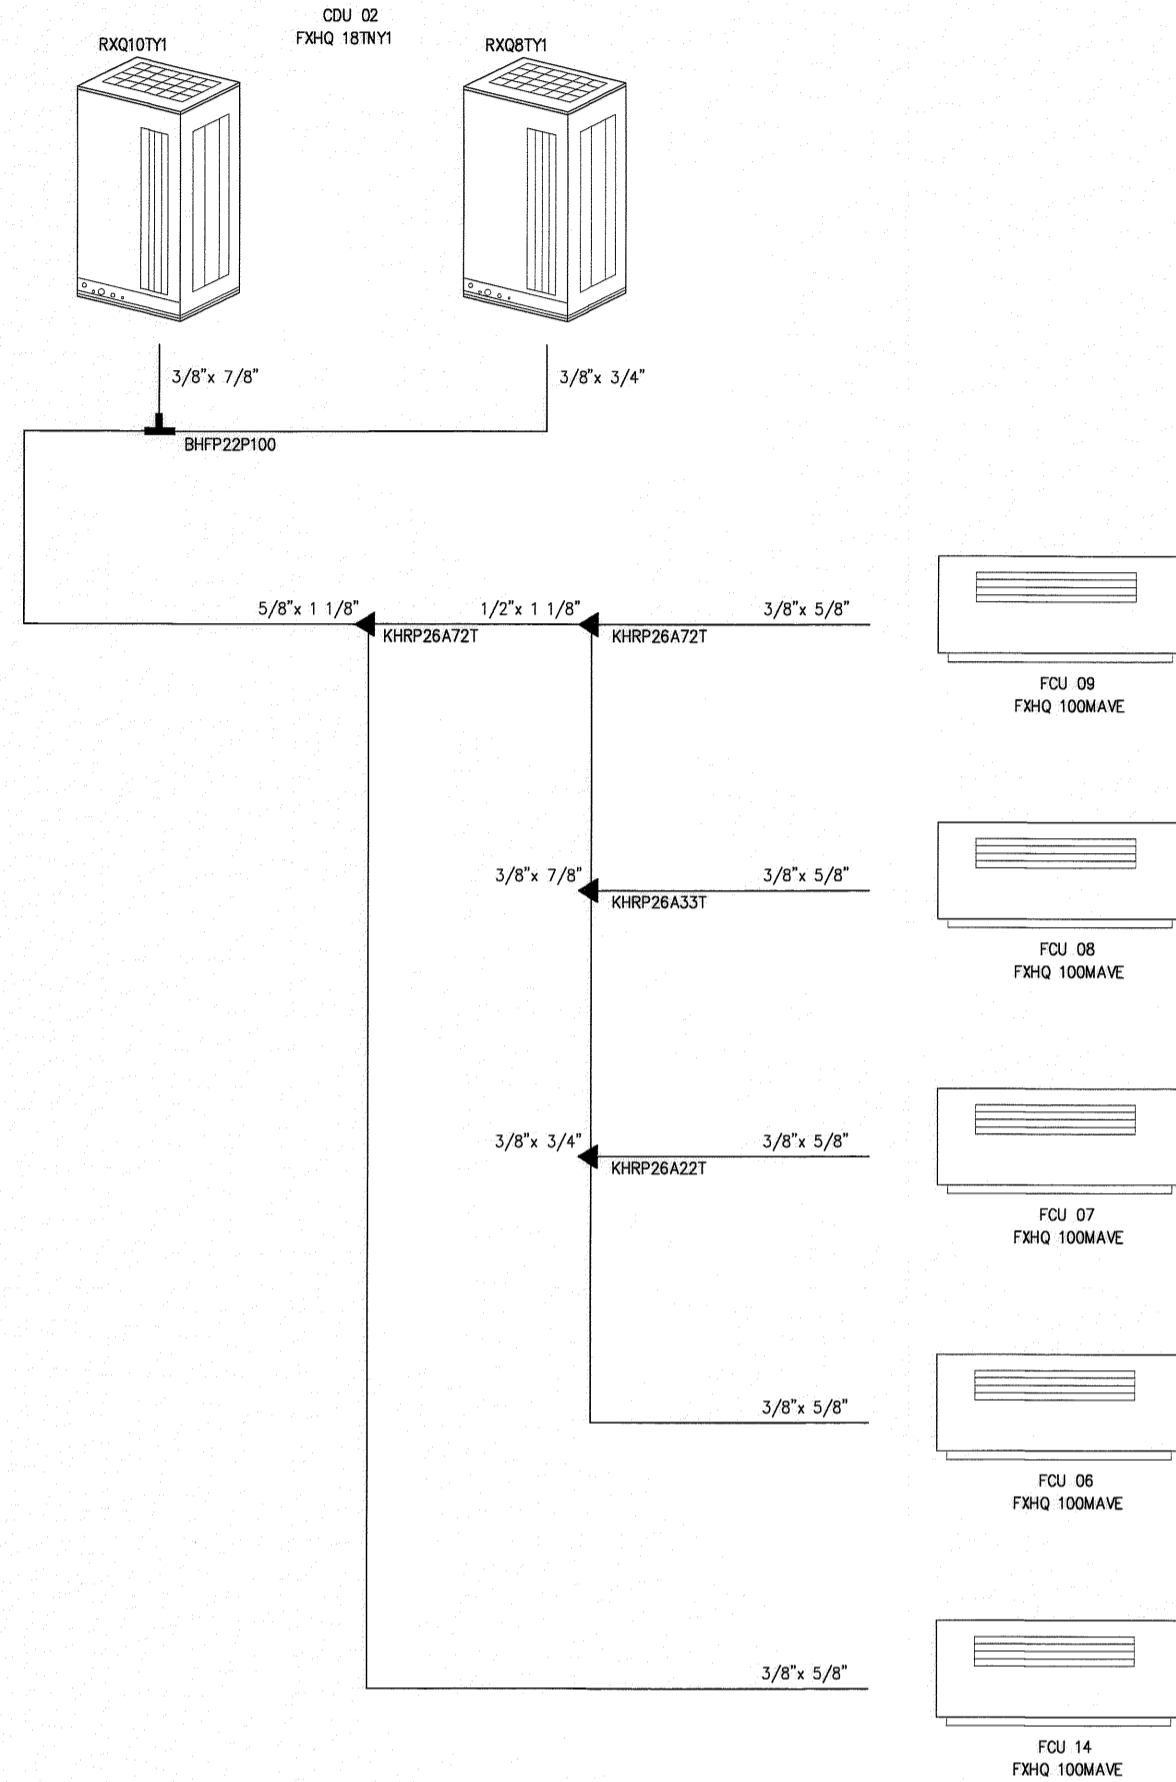 CDU 02
FXHQ 18TNY1
RXQ10TY1
RXQ8TY1
3/8"x 7/8"
3/8"x 3/4"
BHFP22P100
5/8"x 1 1/8"
1/2"x 1 1/8"
3/8"x 5/8"
KHRP26A72T
KHRP26A72T
FCU 09
FXHQ 100MAVE
3/8"x 7/8"
3/8"x 5/8"
KHRP26A33T
FCU 08
FXHQ 100MAVE
3/8"x 3/4"
3/8"x 5/8"
KHRP26A22T
FCU 07
FXHQ 100MAVE
3/8"x 5/8"
FCU 06
FXHQ 100MAVE
3/8"x 5/8"
FCU 14
FXHQ 100MAVE